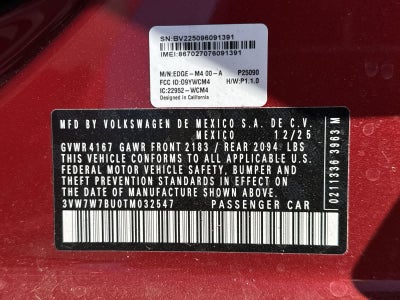 SN:BV225096091391
IMEI:867027076091391
M/N:EDGE-M4 00-A P25090
FCC ID:O9YWCM4 H/W:P1.1.0
IC:22952-WCM4
Designed in California
MFD BY VOLKSWAGEN DE MEXICO S.A. DE C.V.
MEXICO 12/25
GVWR 4167 GAWR FRONT 2183 / REAR 2094 LBS
THIS VEHICLE CONFORMS TO ALL APPLICABLE U.S.
FEDERAL MOTOR VEHICLE SAFETY, BUMPER AND
THEFT PREVENTION STANDARDS IN EFFECT ON THE
DATE OF MANUFACTURE SHOWN ABOVE
3VW7W7BU0TM032547 PASSENGER CAR
0211336 3963 M